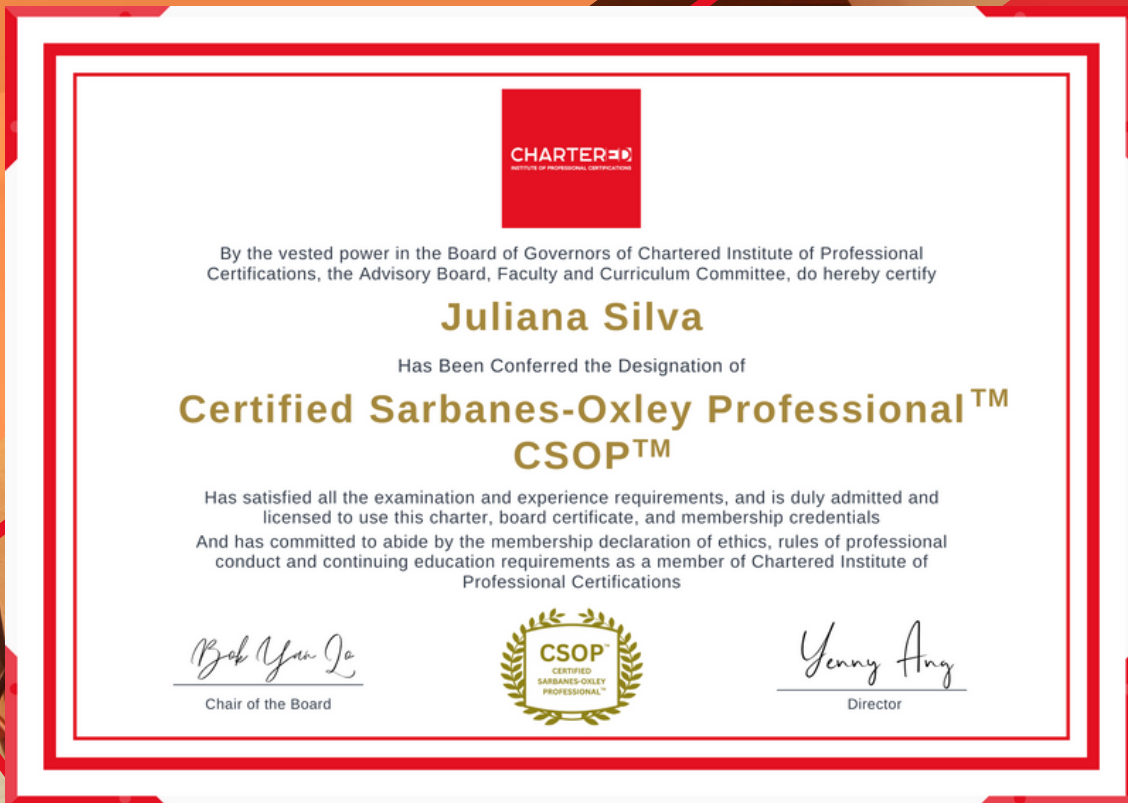 CHARTERED
INSTITUTE OF PROFESSIONAL CERTIFICATIONS
By the vested power in the Board of Governors of Chartered Institute of Professional
Certifications, the Advisory Board, Faculty and Curriculum Committee, do hereby certify
Juliana Silva
Has Been Conferred the Designation of
Certified Sarbanes-Oxley Professional™
CSOP™
Has satisfied all the examination and experience requirements, and is duly admitted and
licensed to use this charter, board certificate, and membership credentials
And has committed to abide by the membership declaration of ethics, rules of professional
conduct and continuing education requirements as a member of Chartered Institute of
Professional Certifications
Bok Yan Lo
Chair of the Board
CSOP™
CERTIFIED
SARBANES-OXLEY
PROFESSIONAL™
Yenny Ang
Director